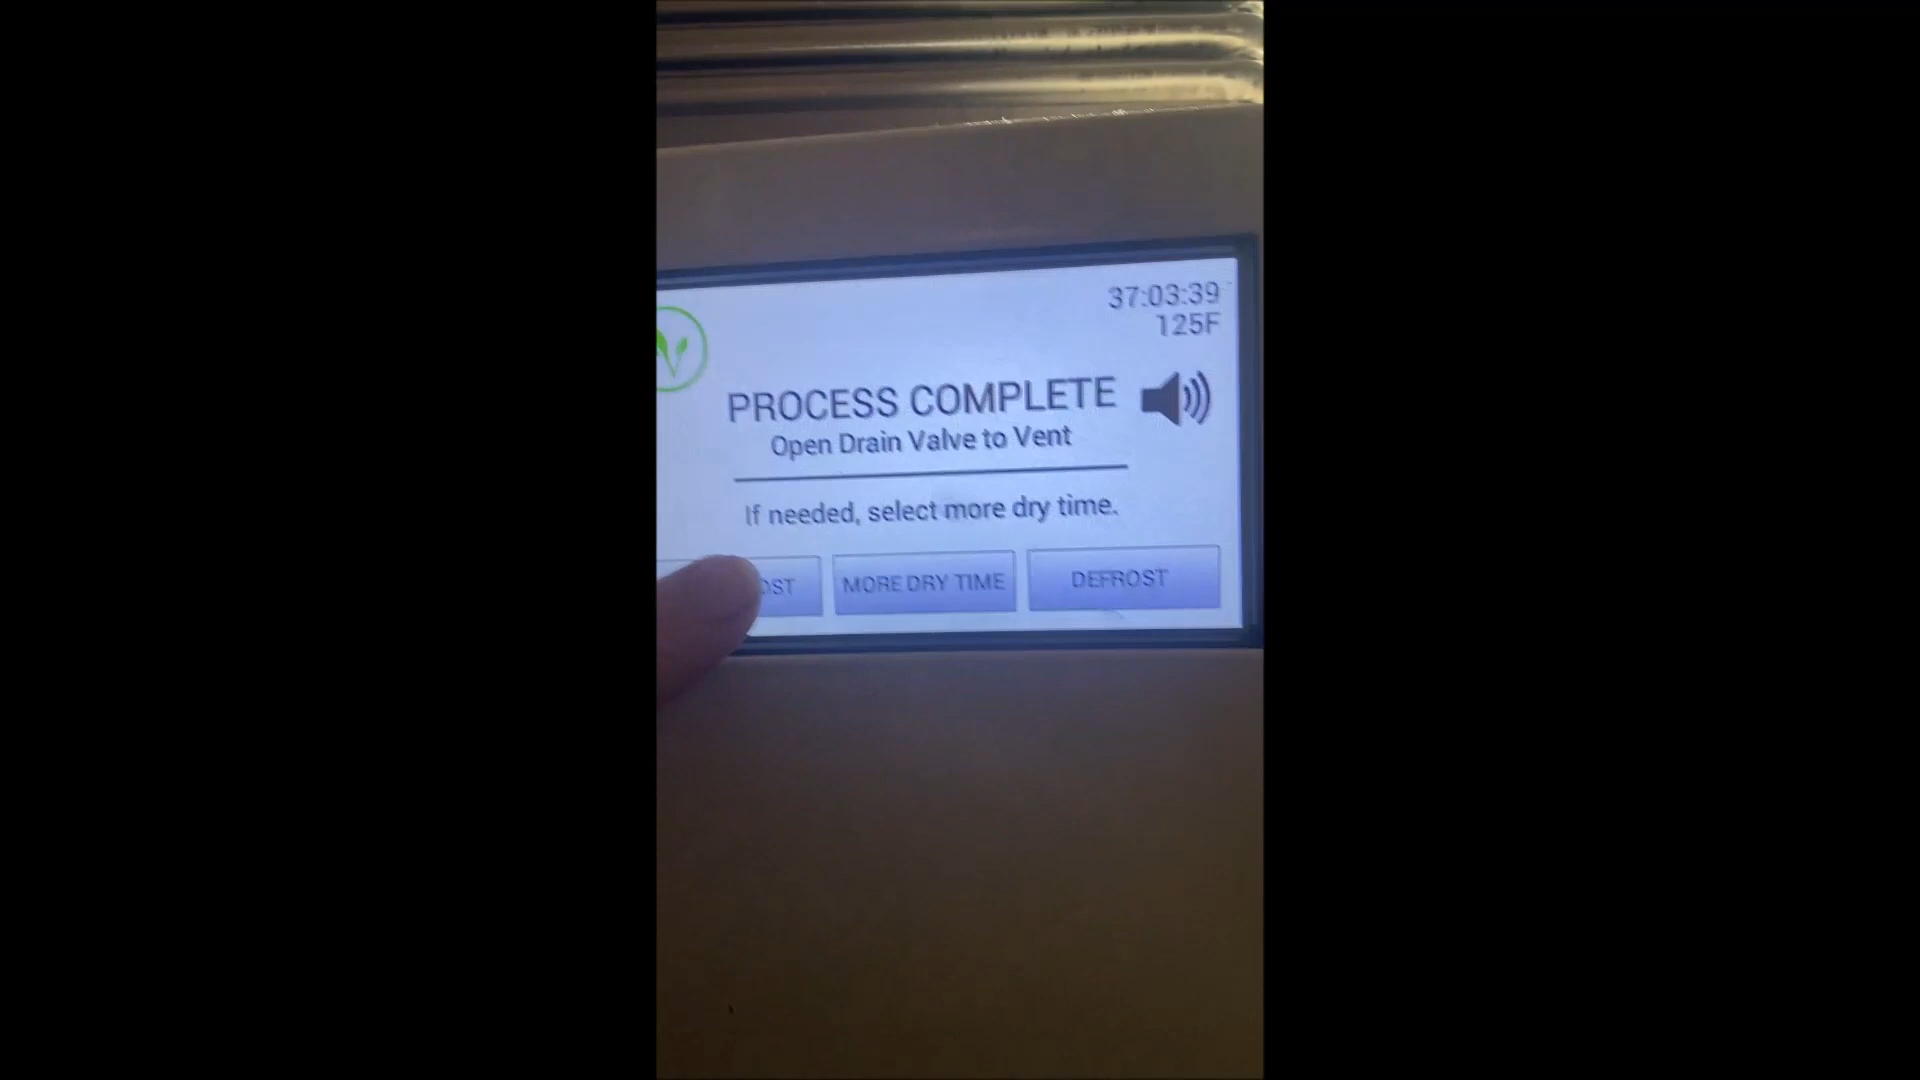 37:03:39
125F
PROCESS COMPLETE
Open Drain Valve to Vent
If needed, select more dry time.
MORE DRY TIME
DEFROST